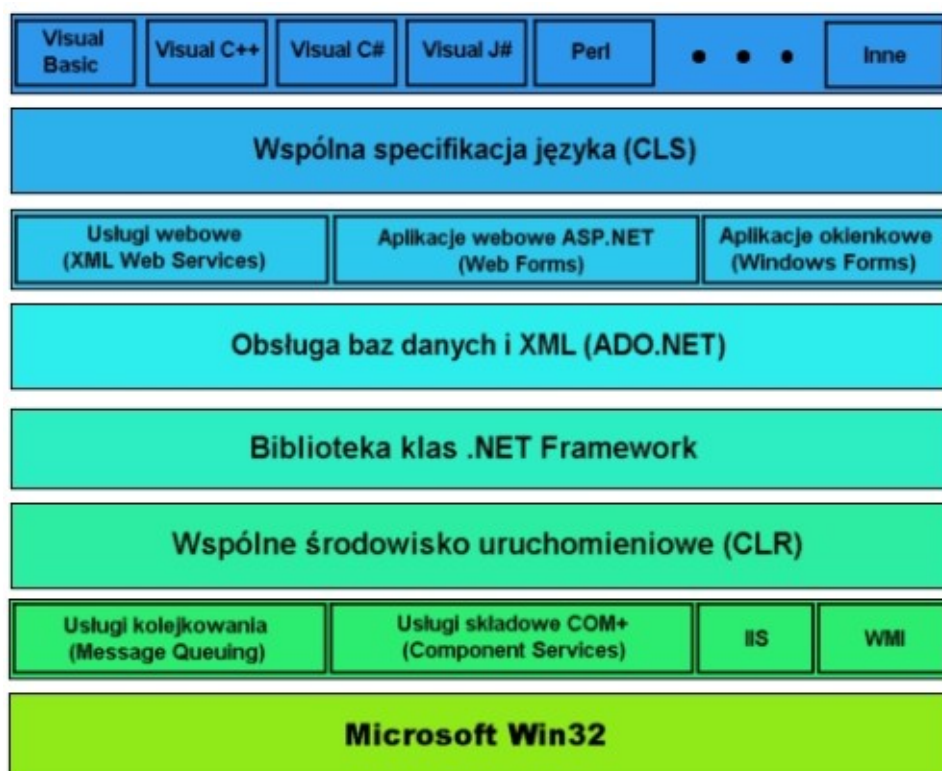 Visual
Basic
Visual C++
Visual C#
Visual J#
Perl
• • •
Inne
Wspólna specifikacja języka (CLS)
Usługi webowe
(XML Web Services)
Aplikacje webowe ASP.NET
(Web Forms)
Aplikacje okienkowe
(Windows Forms)
Obsługa baz danych i XML (ADO.NET)
Biblioteka klas .NET Framework
Wspólne środowisko uruchomieniowe (CLR)
Usługi kolejkowania
(Message Queuing)
Usługi składowe COM+
(Component Services)
IIS
WMI
Microsoft Win32